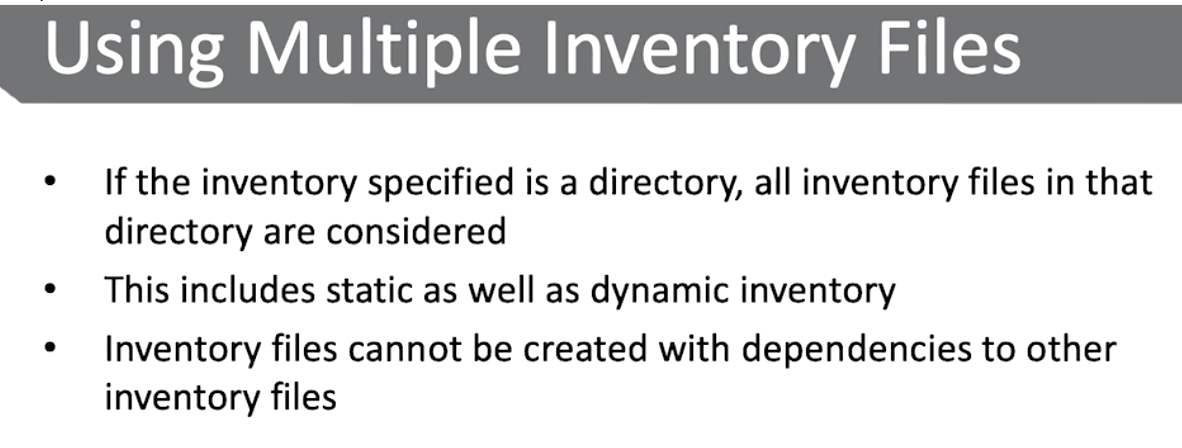 Using Multiple Inventory Files
• If the inventory specified is a directory, all inventory files in that
directory are considered
• This includes static as well as dynamic inventory
• Inventory files cannot be created with dependencies to other
inventory files